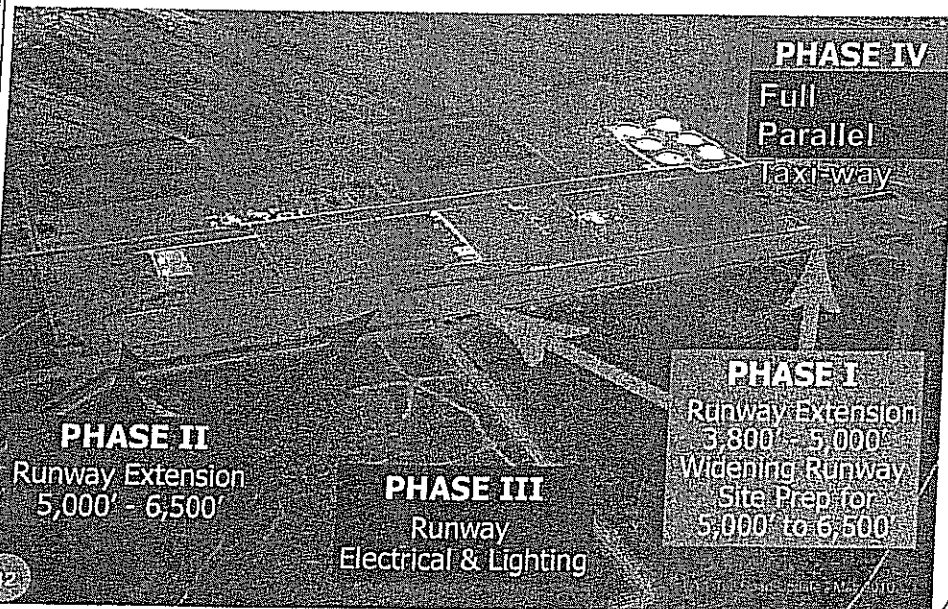 PHASE IV
Full
Parallel
Taxi-way
PHASE I
Runway Extension
3,800' - 5,000'
Widening Runway
Site Prep for
5,000' to 6,500'
PHASE II
Runway Extension
5,000' - 6,500'
PHASE III
Runway
Electrical & Lighting